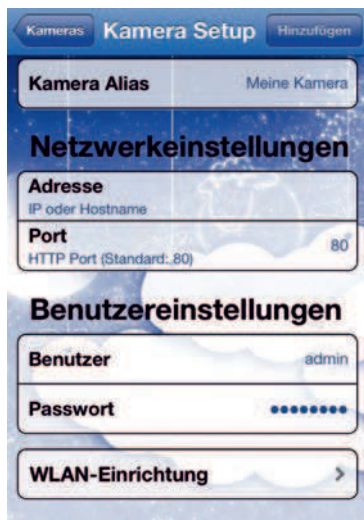 Kameras Kamera Setup Hinzufügen
Kamera Alias Meine Kamera
Netzwerkeinstellungen
Adresse
IP oder Hostname
Port 80
HTTP Port (Standard: 80)
Benutzereinstellungen
Benutzer admin
Passwort ••••••••
WLAN-Einrichtung